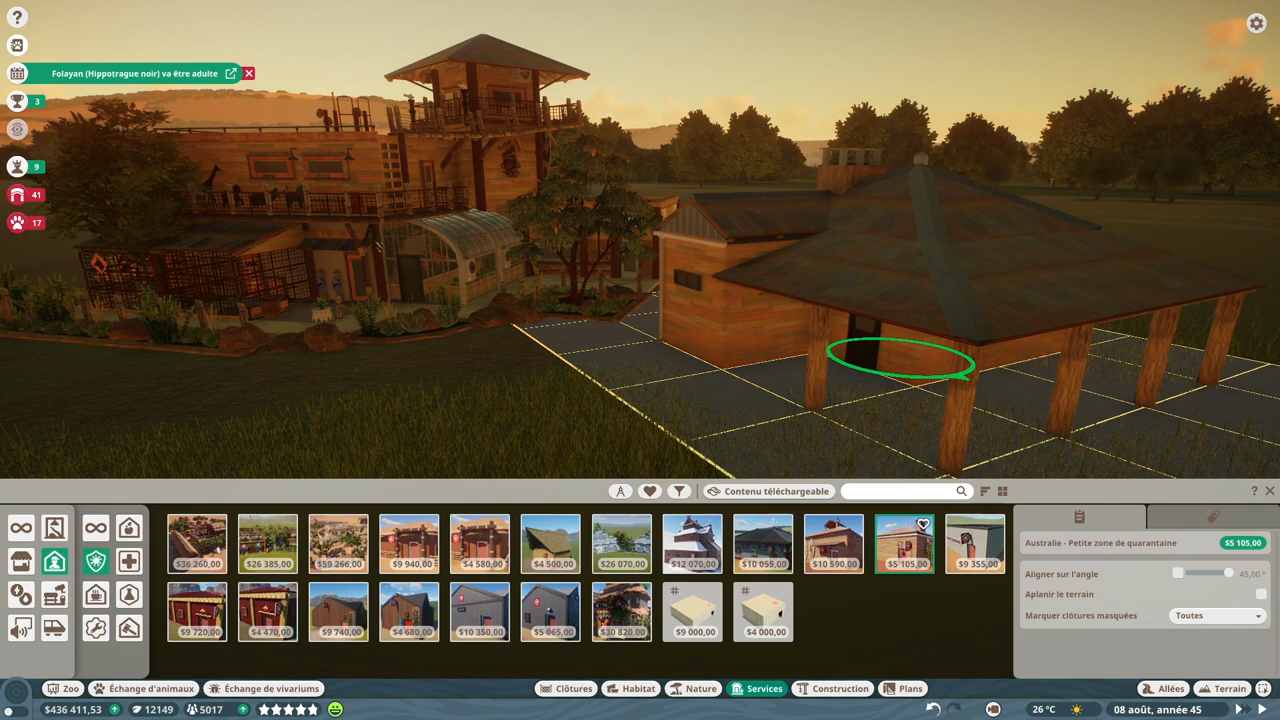 ?
Folayan (Hippotrague noir) va être adulte
3
9
41
17
Contenu téléchargeable
? ×
$36 260,00 $26 385,00 $59 266,00 $9 940,00 $4 580,00 $4 500,00 $26 070,00 $12 070,00 $10 055,00 $10 590,00 $5 105,00 $9 355,00
$9 720,00 $4 470,00 $9 740,00 $4 680,00 $10 350,00 $5 065,00 $30 820,00 $9 000,00 $4 000,00
Australie - Petite zone de quarantaine $5 105,00
Aligner sur l'angle 45,00°
Aplanir le terrain
Marquer clôtures masquées Toutes
Zoo Échange d'animaux Échange de vivariums Clôtures Habitat Nature Services Construction Plans Allées Terrain
$436 411,53 12149 5017 26 °C 08 août, année 45